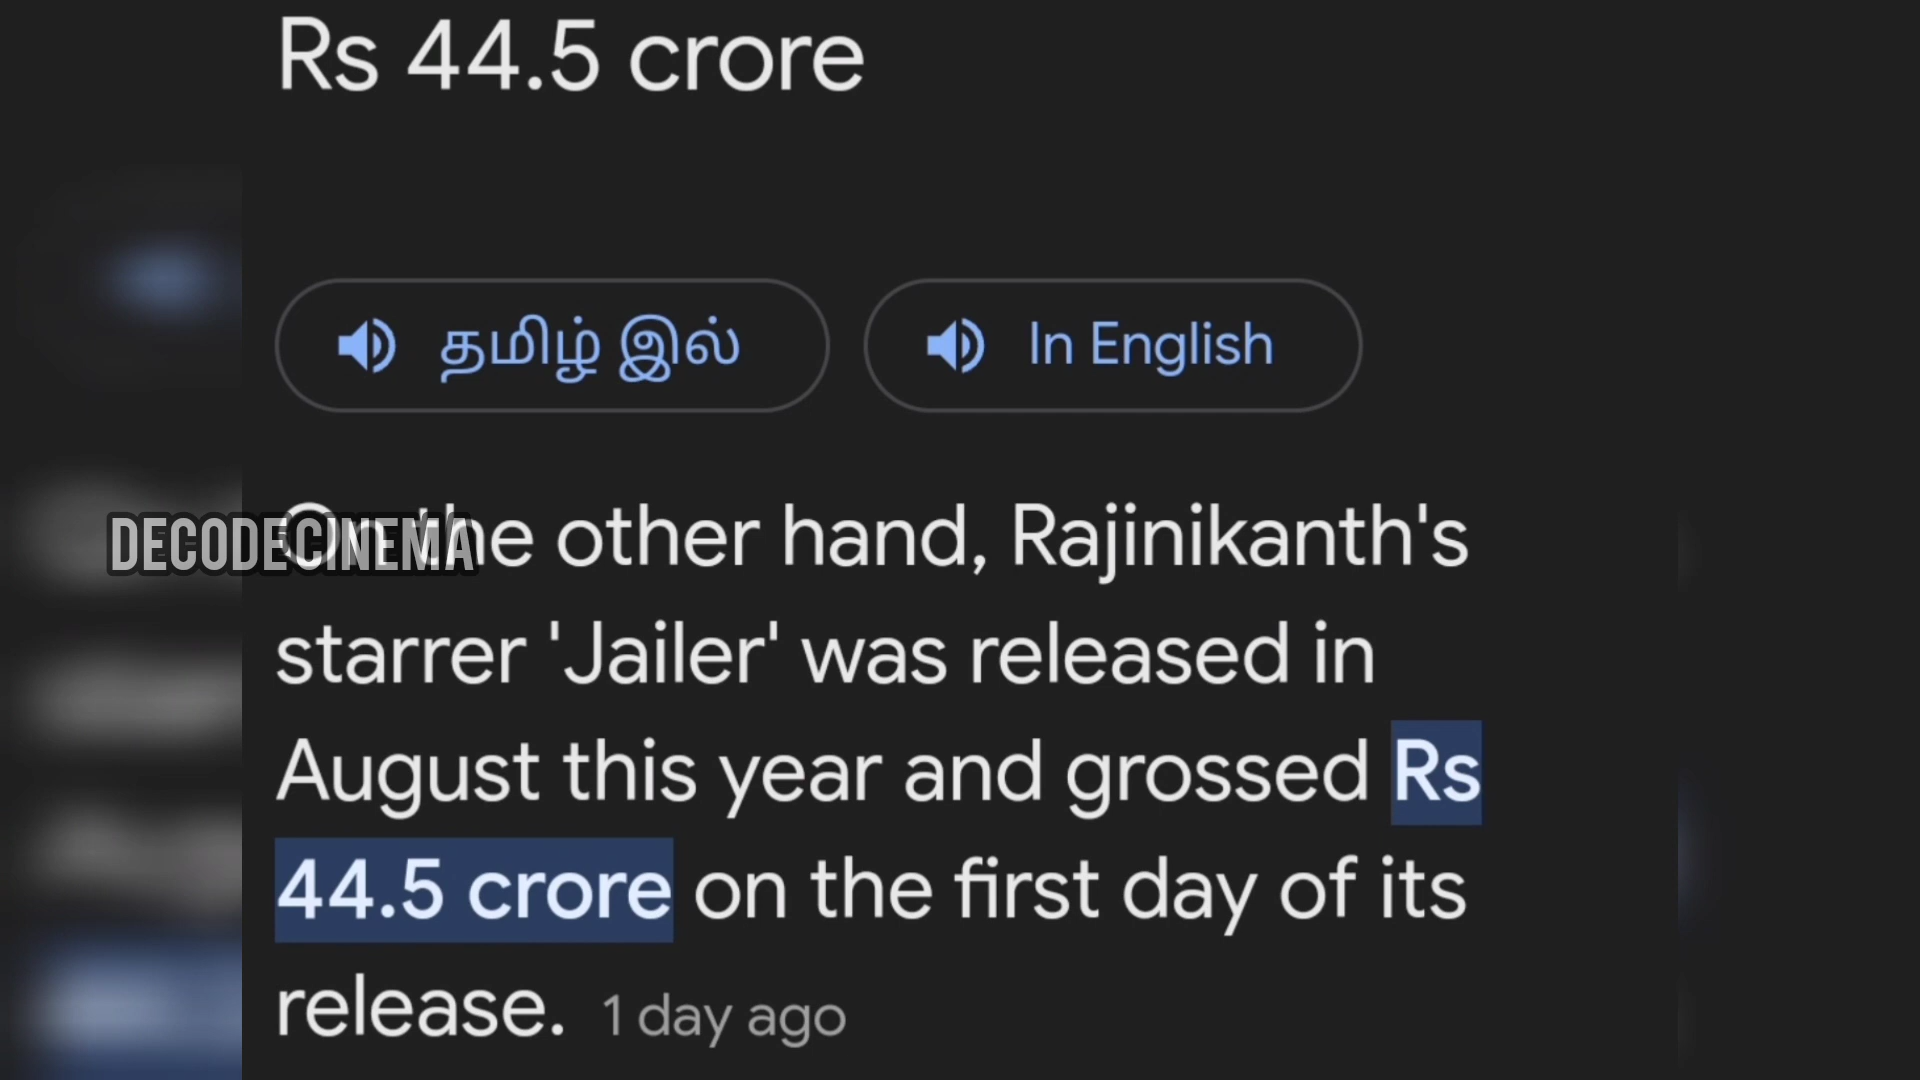 Rs 44.5 crore
தமிழ் இல்
In English
DECODECINEMA
On the other hand, Rajinikanth's
starrer 'Jailer' was released in
August this year and grossed Rs
44.5 crore on the first day of its
release. 1 day ago